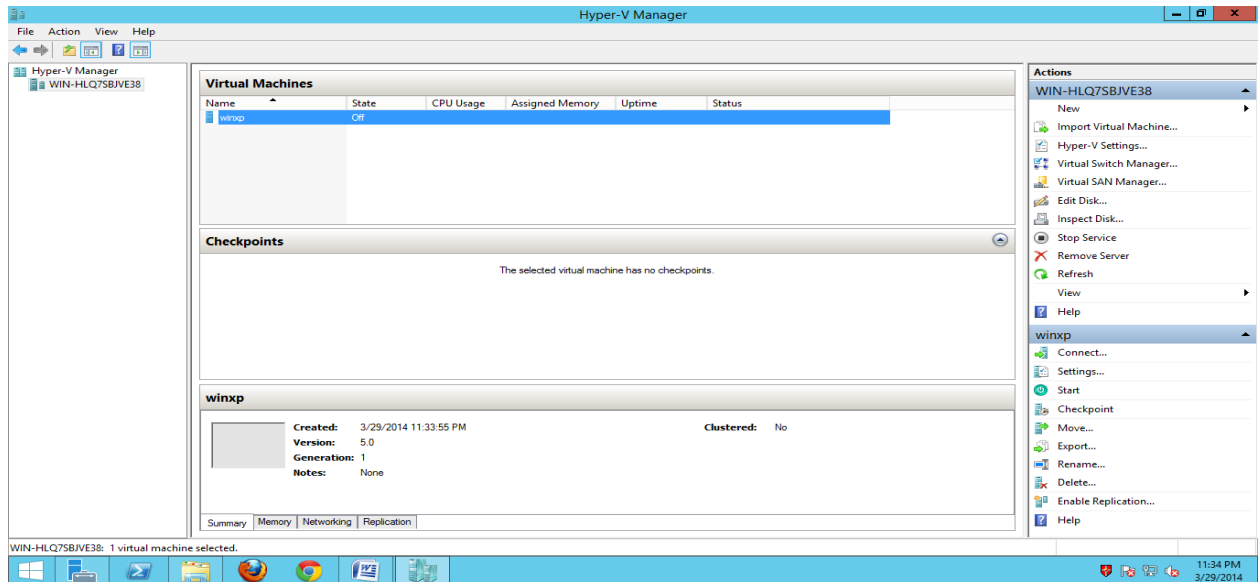 Hyper-V Manager
File Action View Help
Hyper-V Manager
WIN-HLQ7SBJVE38
Virtual Machines
Name State CPU Usage Assigned Memory Uptime Status
winxp Off
Checkpoints
The selected virtual machine has no checkpoints.
winxp
Created: 3/29/2014 11:33:55 PM Clustered: No
Version: 5.0
Generation: 1
Notes: None
Summary Memory Networking Replication
Actions
WIN-HLQ7SBJVE38
New
Import Virtual Machine...
Hyper-V Settings...
Virtual Switch Manager...
Virtual SAN Manager...
Edit Disk...
Inspect Disk...
Stop Service
Remove Server
Refresh
View
Help
winxp
Connect...
Settings...
Start
Checkpoint
Move...
Export...
Rename...
Delete...
Enable Replication...
Help
WIN-HLQ7SBJVE38: 1 virtual machine selected.
11:34 PM
3/29/2014